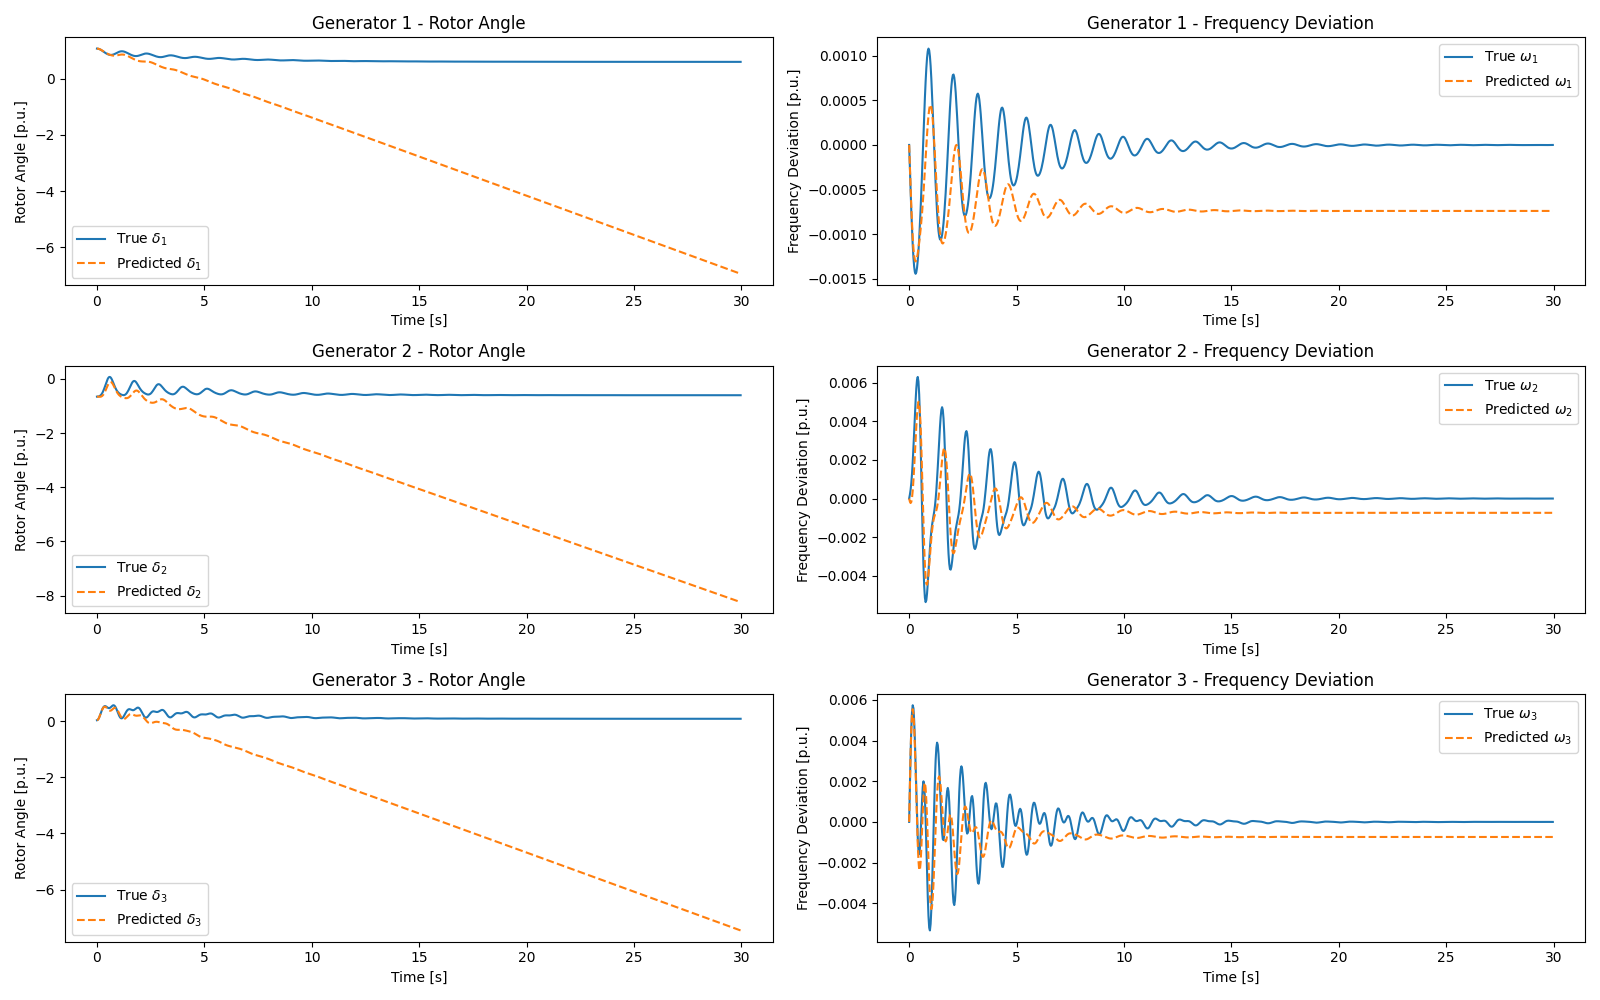 Generator 1 - Rotor Angle
Rotor Angle [p.u.]
0
−2
−4
−6
True δ1
Predicted δ1
0 5 10 15 20 25 30
Time [s]
Generator 1 - Frequency Deviation
Frequency Deviation [p.u.]
0.0010
0.0005
0.0000
−0.0005
−0.0010
−0.0015
True ω1
Predicted ω1
0 5 10 15 20 25 30
Time [s]
Generator 2 - Rotor Angle
Rotor Angle [p.u.]
0
−2
−4
−6
−8
True δ2
Predicted δ2
0 5 10 15 20 25 30
Time [s]
Generator 2 - Frequency Deviation
Frequency Deviation [p.u.]
0.006
0.004
0.002
0.000
−0.002
−0.004
True ω2
Predicted ω2
0 5 10 15 20 25 30
Time [s]
Generator 3 - Rotor Angle
Rotor Angle [p.u.]
0
−2
−4
−6
True δ3
Predicted δ3
0 5 10 15 20 25 30
Time [s]
Generator 3 - Frequency Deviation
Frequency Deviation [p.u.]
0.006
0.004
0.002
0.000
−0.002
−0.004
True ω3
Predicted ω3
0 5 10 15 20 25 30
Time [s]